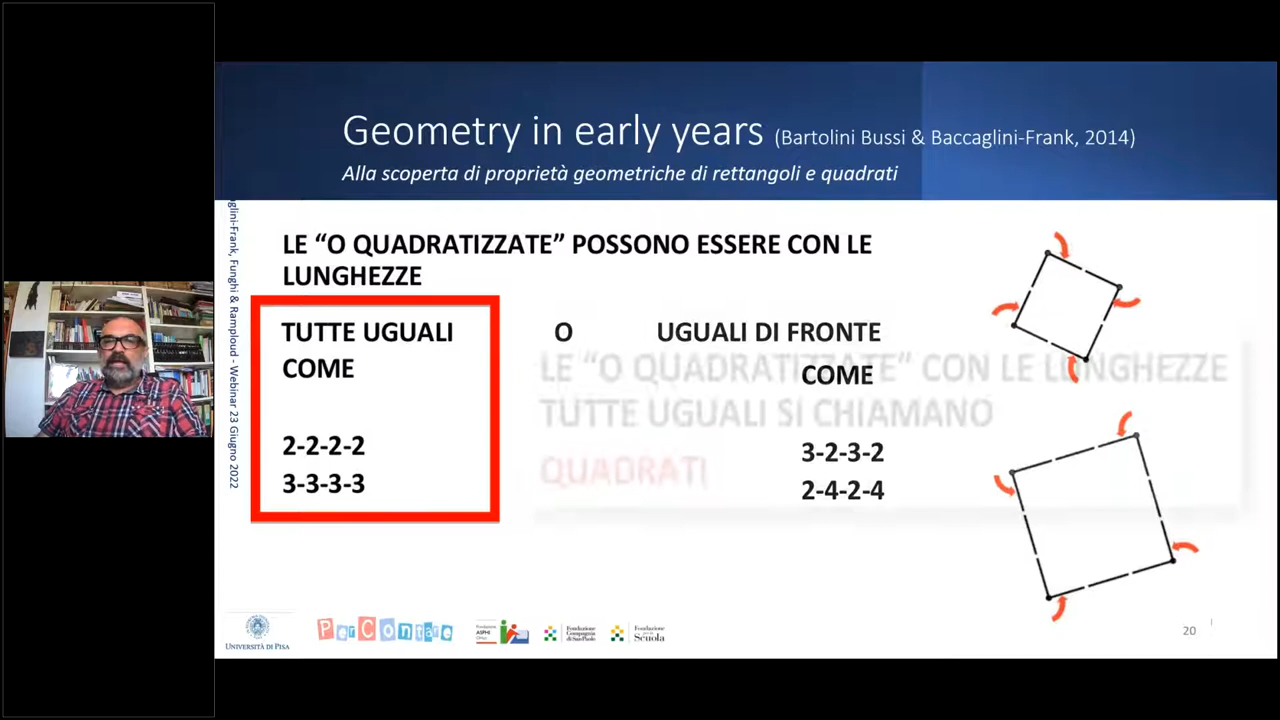 Geometry in early years (Bartolini Bussi & Baccaglini-Frank, 2014)
Alla scoperta di proprietà geometriche di rettangoli e quadrati
glini-Frank, Funghi & Ramploud - Webinar 23 Giugno 2022
LE “O QUADRATIZZATE” POSSONO ESSERE CON LE
LUNGHEZZE
TUTTE UGUALI O UGUALI DI FRONTE
COME COME
LE “O QUADRATIZZATE” CON LE LUNGHEZZE
TUTTE UGUALI SI CHIAMANO
QUADRATI
2-2-2-2 3-2-3-2
3-3-3-3 2-4-2-4
UNIVERSITÀ DI PISA
PerContare
Fondazione
ASPHI
Fondazione
Compagnia
di San Paolo
Fondazione
Scuola
20